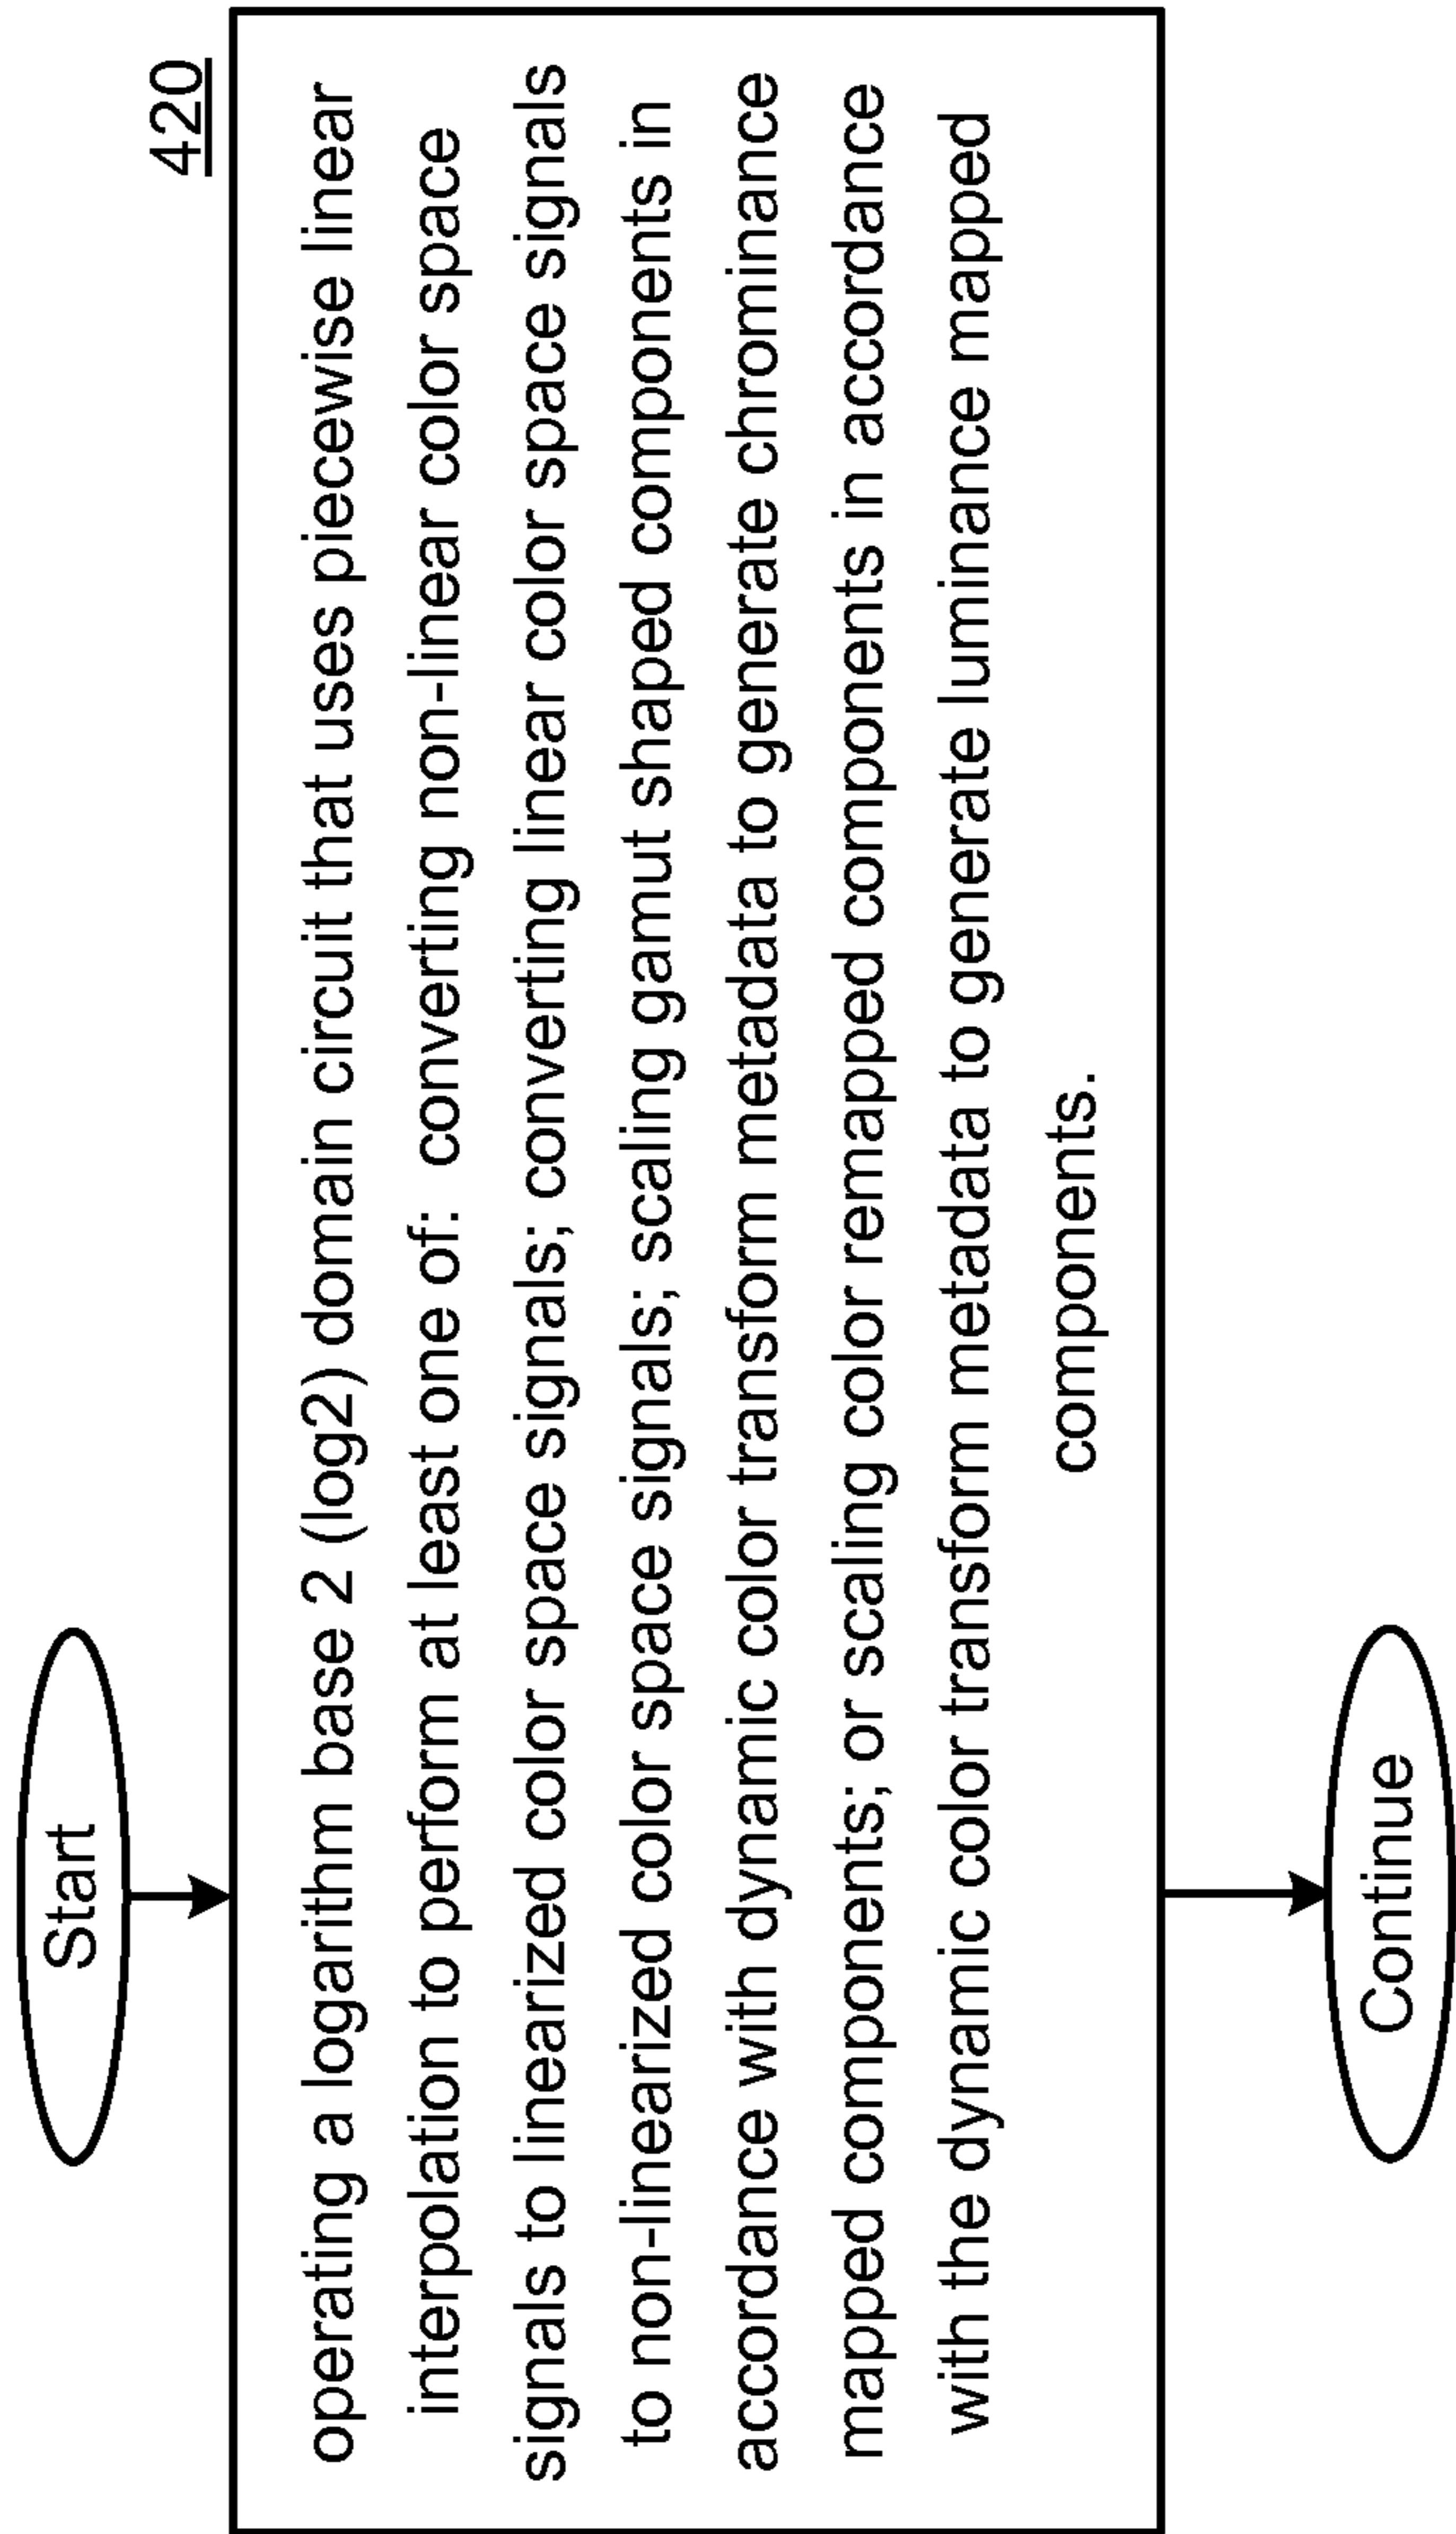 Start
420
operating a logarithm base 2 (log2) domain circuit that uses piecewise linear
interpolation to perform at least one of: converting non-linear color space
signals to linearized color space signals; converting linear color space signals
to non-linearized color space signals; scaling gamut shaped components in
accordance with dynamic color transform metadata to generate chrominance
mapped components; or scaling color remapped components in accordance
with the dynamic color transform metadata to generate luminance mapped
components.
Continue